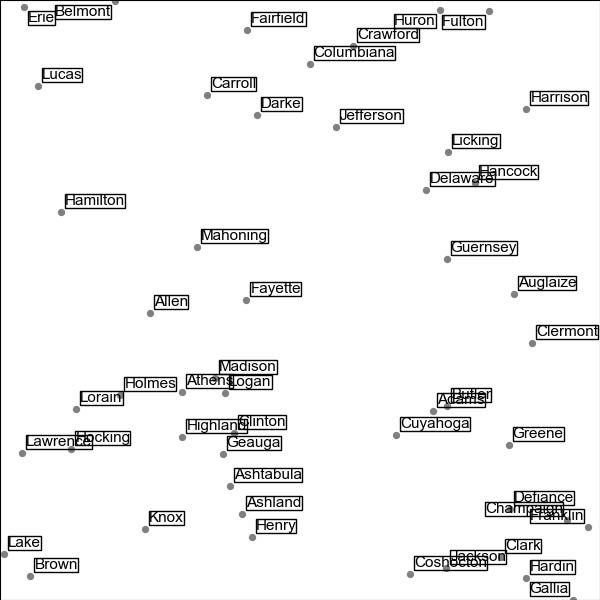 Erie
Belmont
Fairfield
Huron
Fulton
Crawford
Columbiana
Lucas
Carroll
Darke
Jefferson
Harrison
Licking
Hancock
Delaware
Hamilton
Mahoning
Guernsey
Auglaize
Fayette
Allen
Clermont
Madison
Athens
Logan
Holmes
Lorain
Butler
Adams
Highland
Clinton
Cuyahoga
Lawrence
Hocking
Geauga
Greene
Ashtabula
Ashland
Defiance
Champaign
Franklin
Knox
Henry
Lake
Brown
Clark
Jackson
Coshocton
Hardin
Gallia